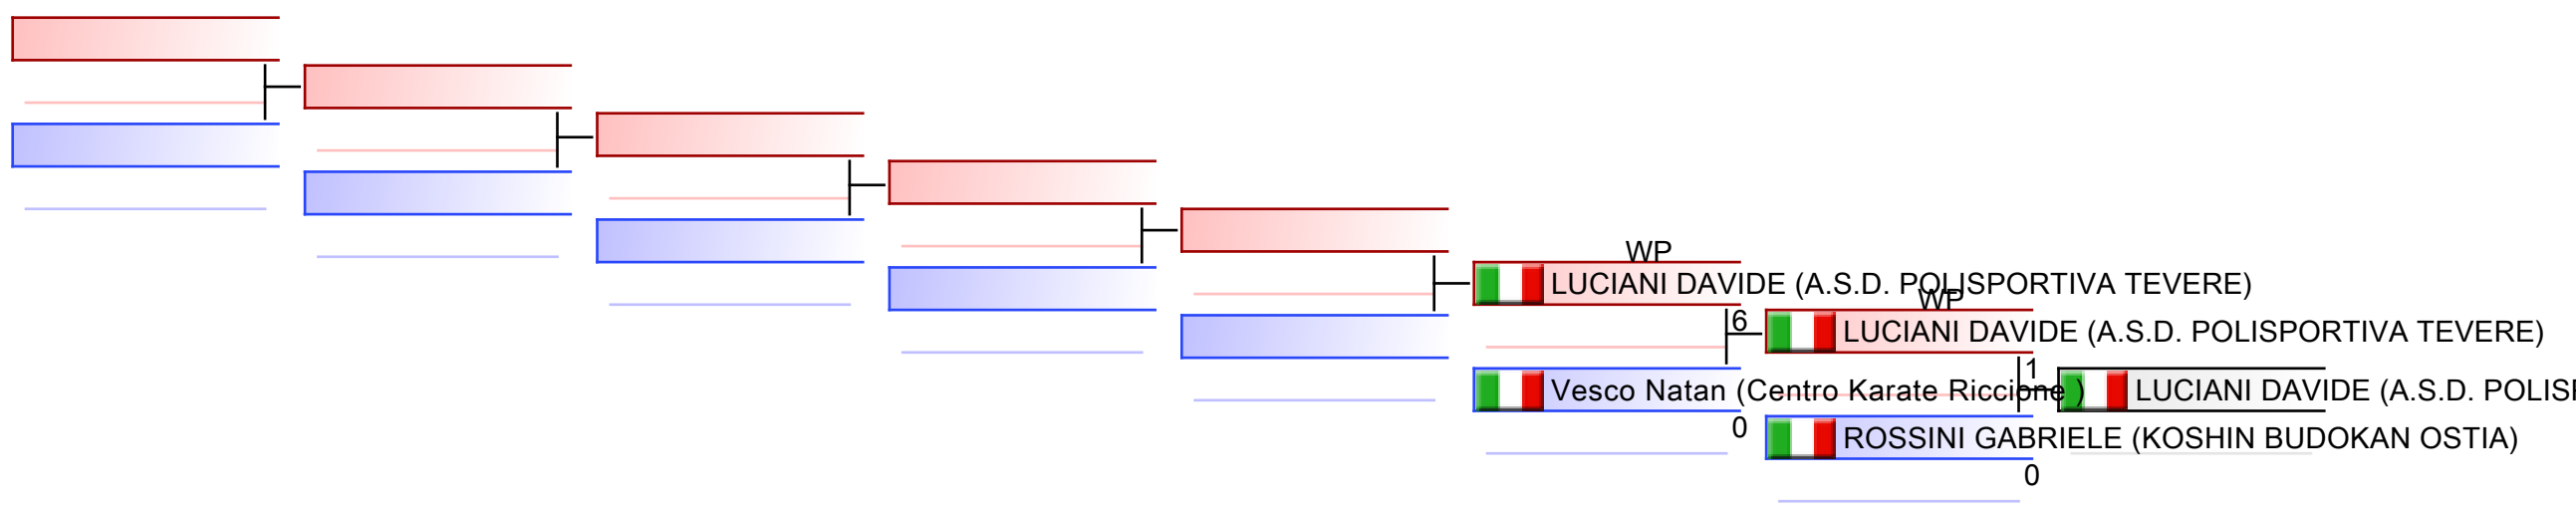 WP
LUCIANI DAVIDE (A.S.D. POLISPORTIVA TEVERE)
6
Vesco Natan (Centro Karate Riccione )
0
WP
LUCIANI DAVIDE (A.S.D. POLISPORTIVA TEVERE)
1
ROSSINI GABRIELE (KOSHIN BUDOKAN OSTIA)
0
LUCIANI DAVIDE (A.S.D. POLIS